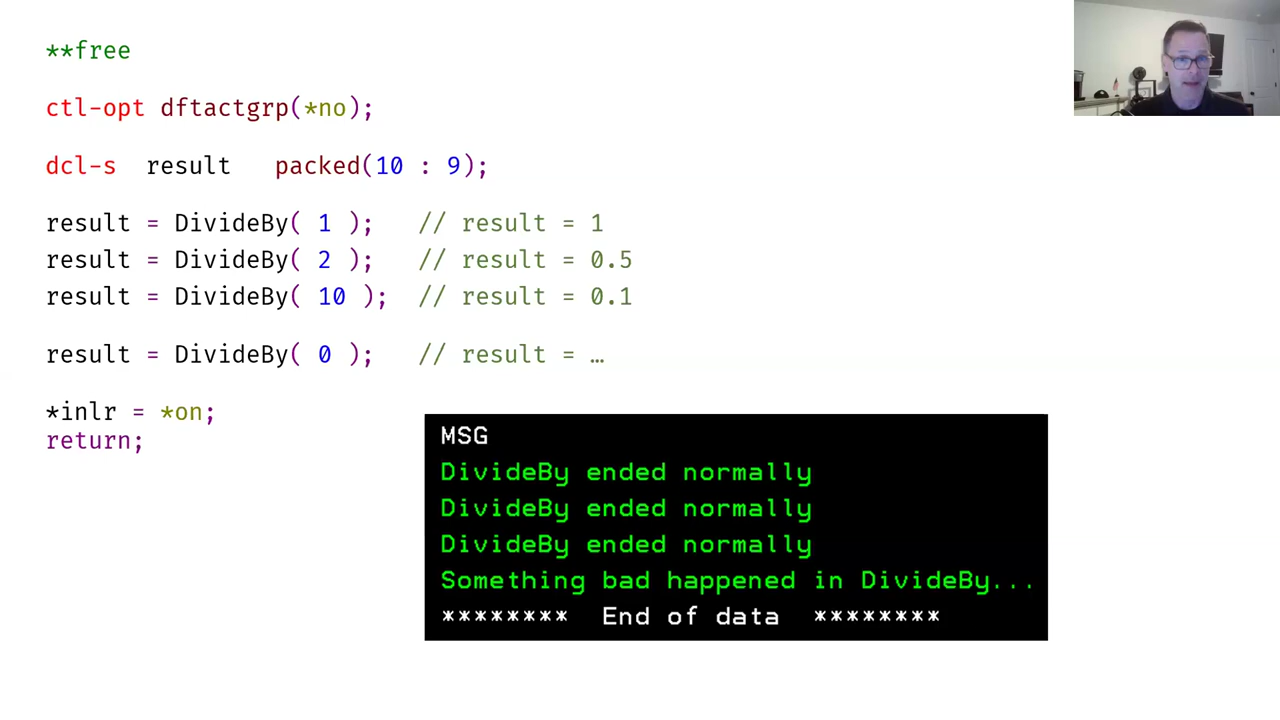 **free
ctl-opt dftactgrp(*no);
dcl-s  result   packed(10 : 9);
result = DivideBy( 1 );   // result = 1
result = DivideBy( 2 );   // result = 0.5
result = DivideBy( 10 );  // result = 0.1
result = DivideBy( 0 );   // result = …
*inlr = *on;
return;
MSG
DivideBy ended normally
DivideBy ended normally
DivideBy ended normally
Something bad happened in DivideBy...
******** End of data ********